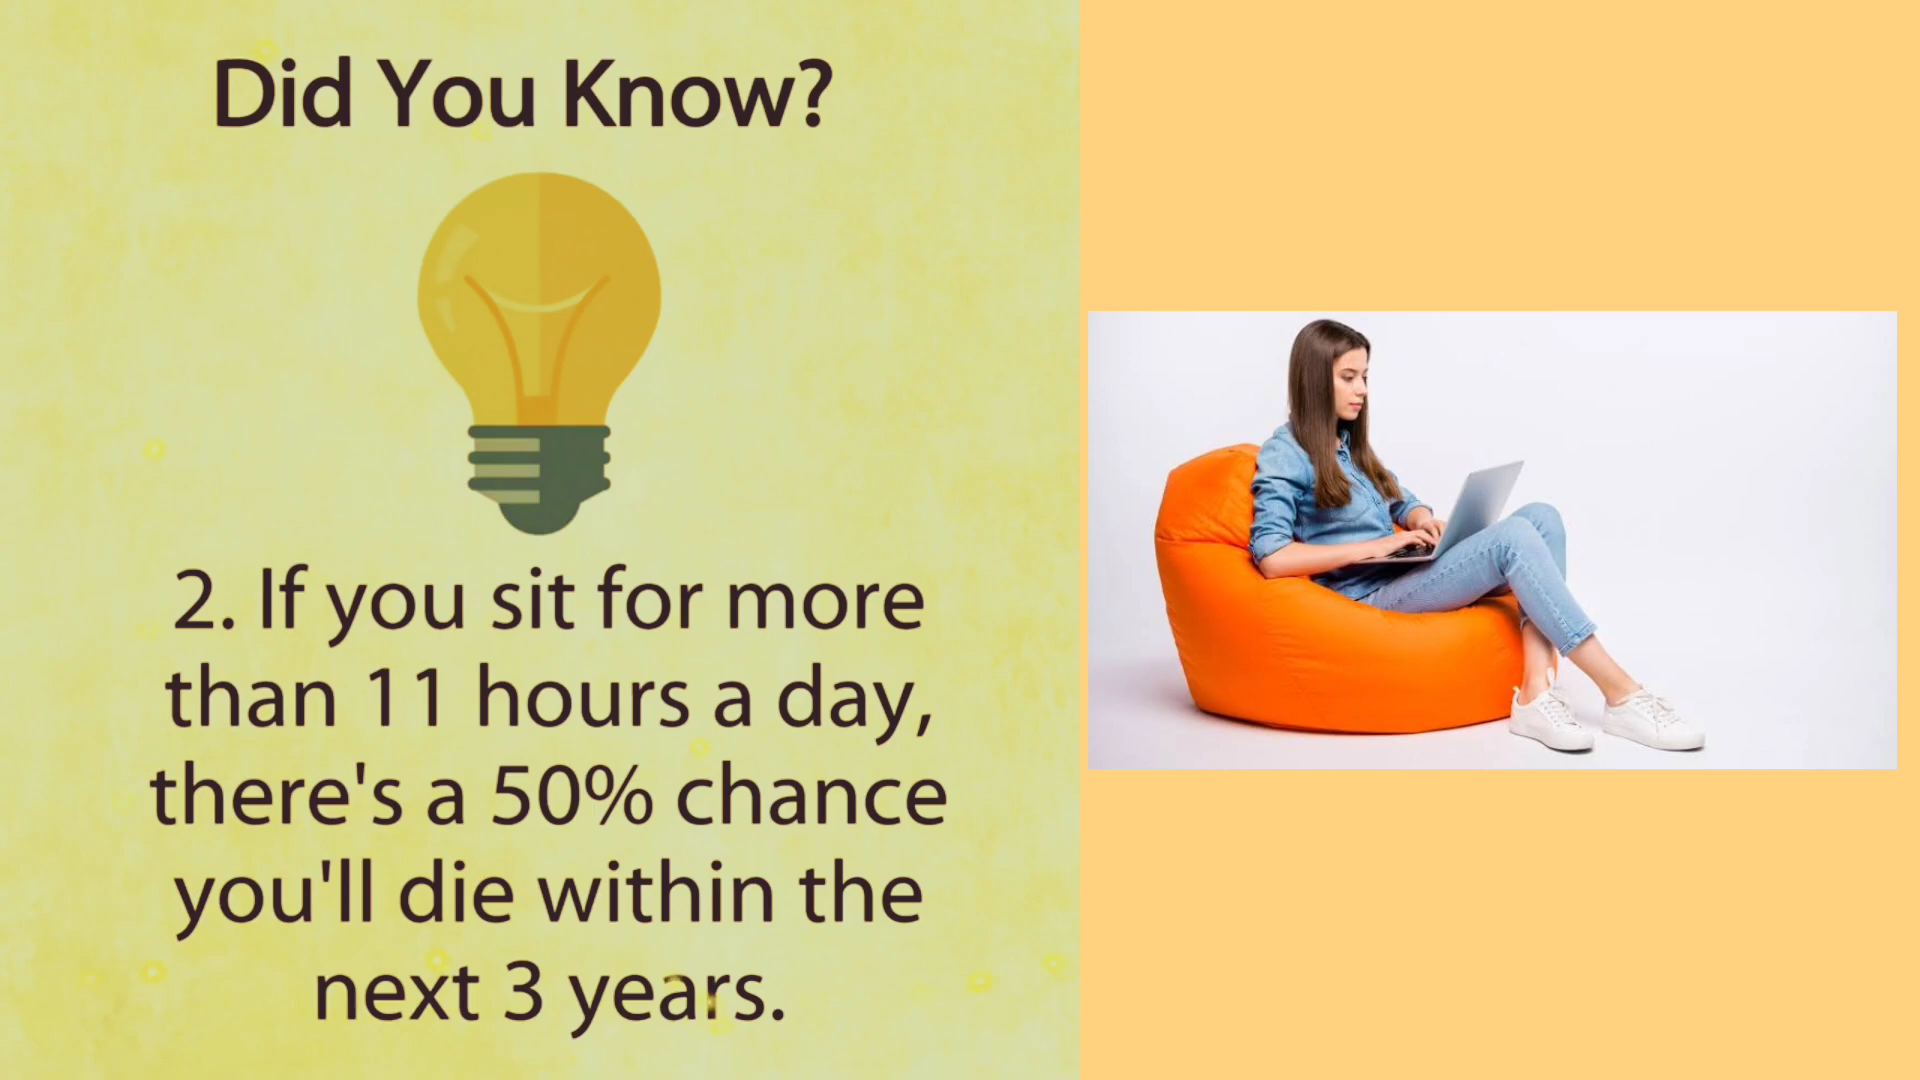 Did You Know?
2. If you sit for more
than 11 hours a day,
there's a 50% chance
you'll die within the
next 3 years.